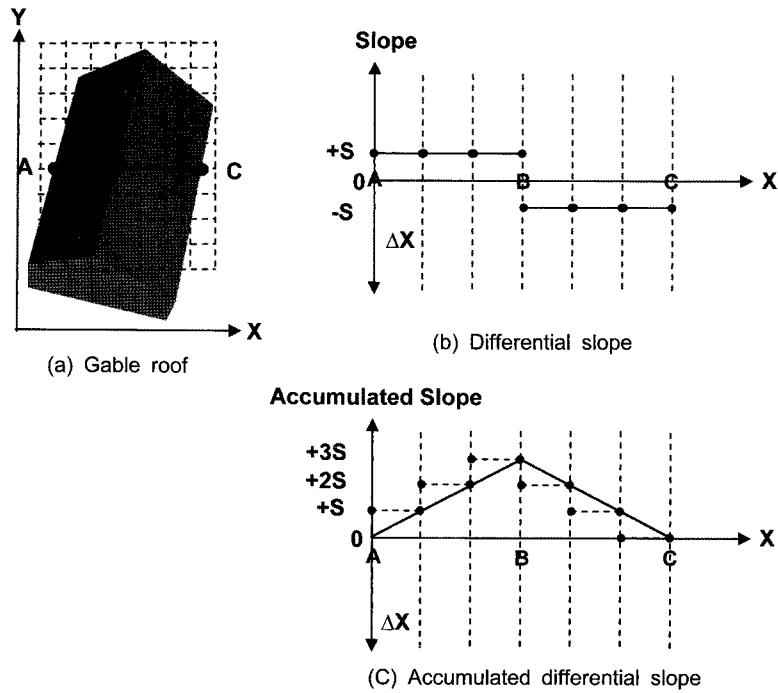 Y
A
C
X
(a) Gable roof
Slope
+S
0
A
B
C
X
-S
ΔX
(b) Differential slope
Accumulated Slope
+3S
+2S
+S
0
A
B
C
X
ΔX
(C) Accumulated differential slope